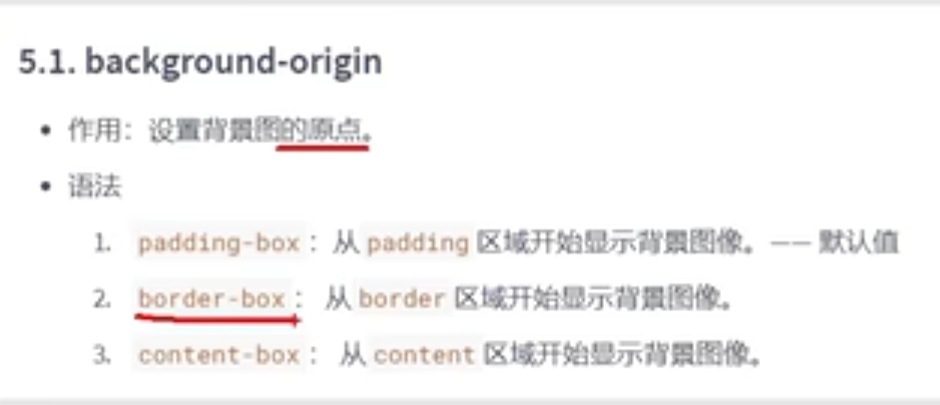 5.1. background-origin
作用：设置背景图的原点。
语法
1. padding-box：从 padding 区域开始显示背景图像。—— 默认值
2. border-box：从 border 区域开始显示背景图像。
3. content-box：从 content 区域开始显示背景图像。